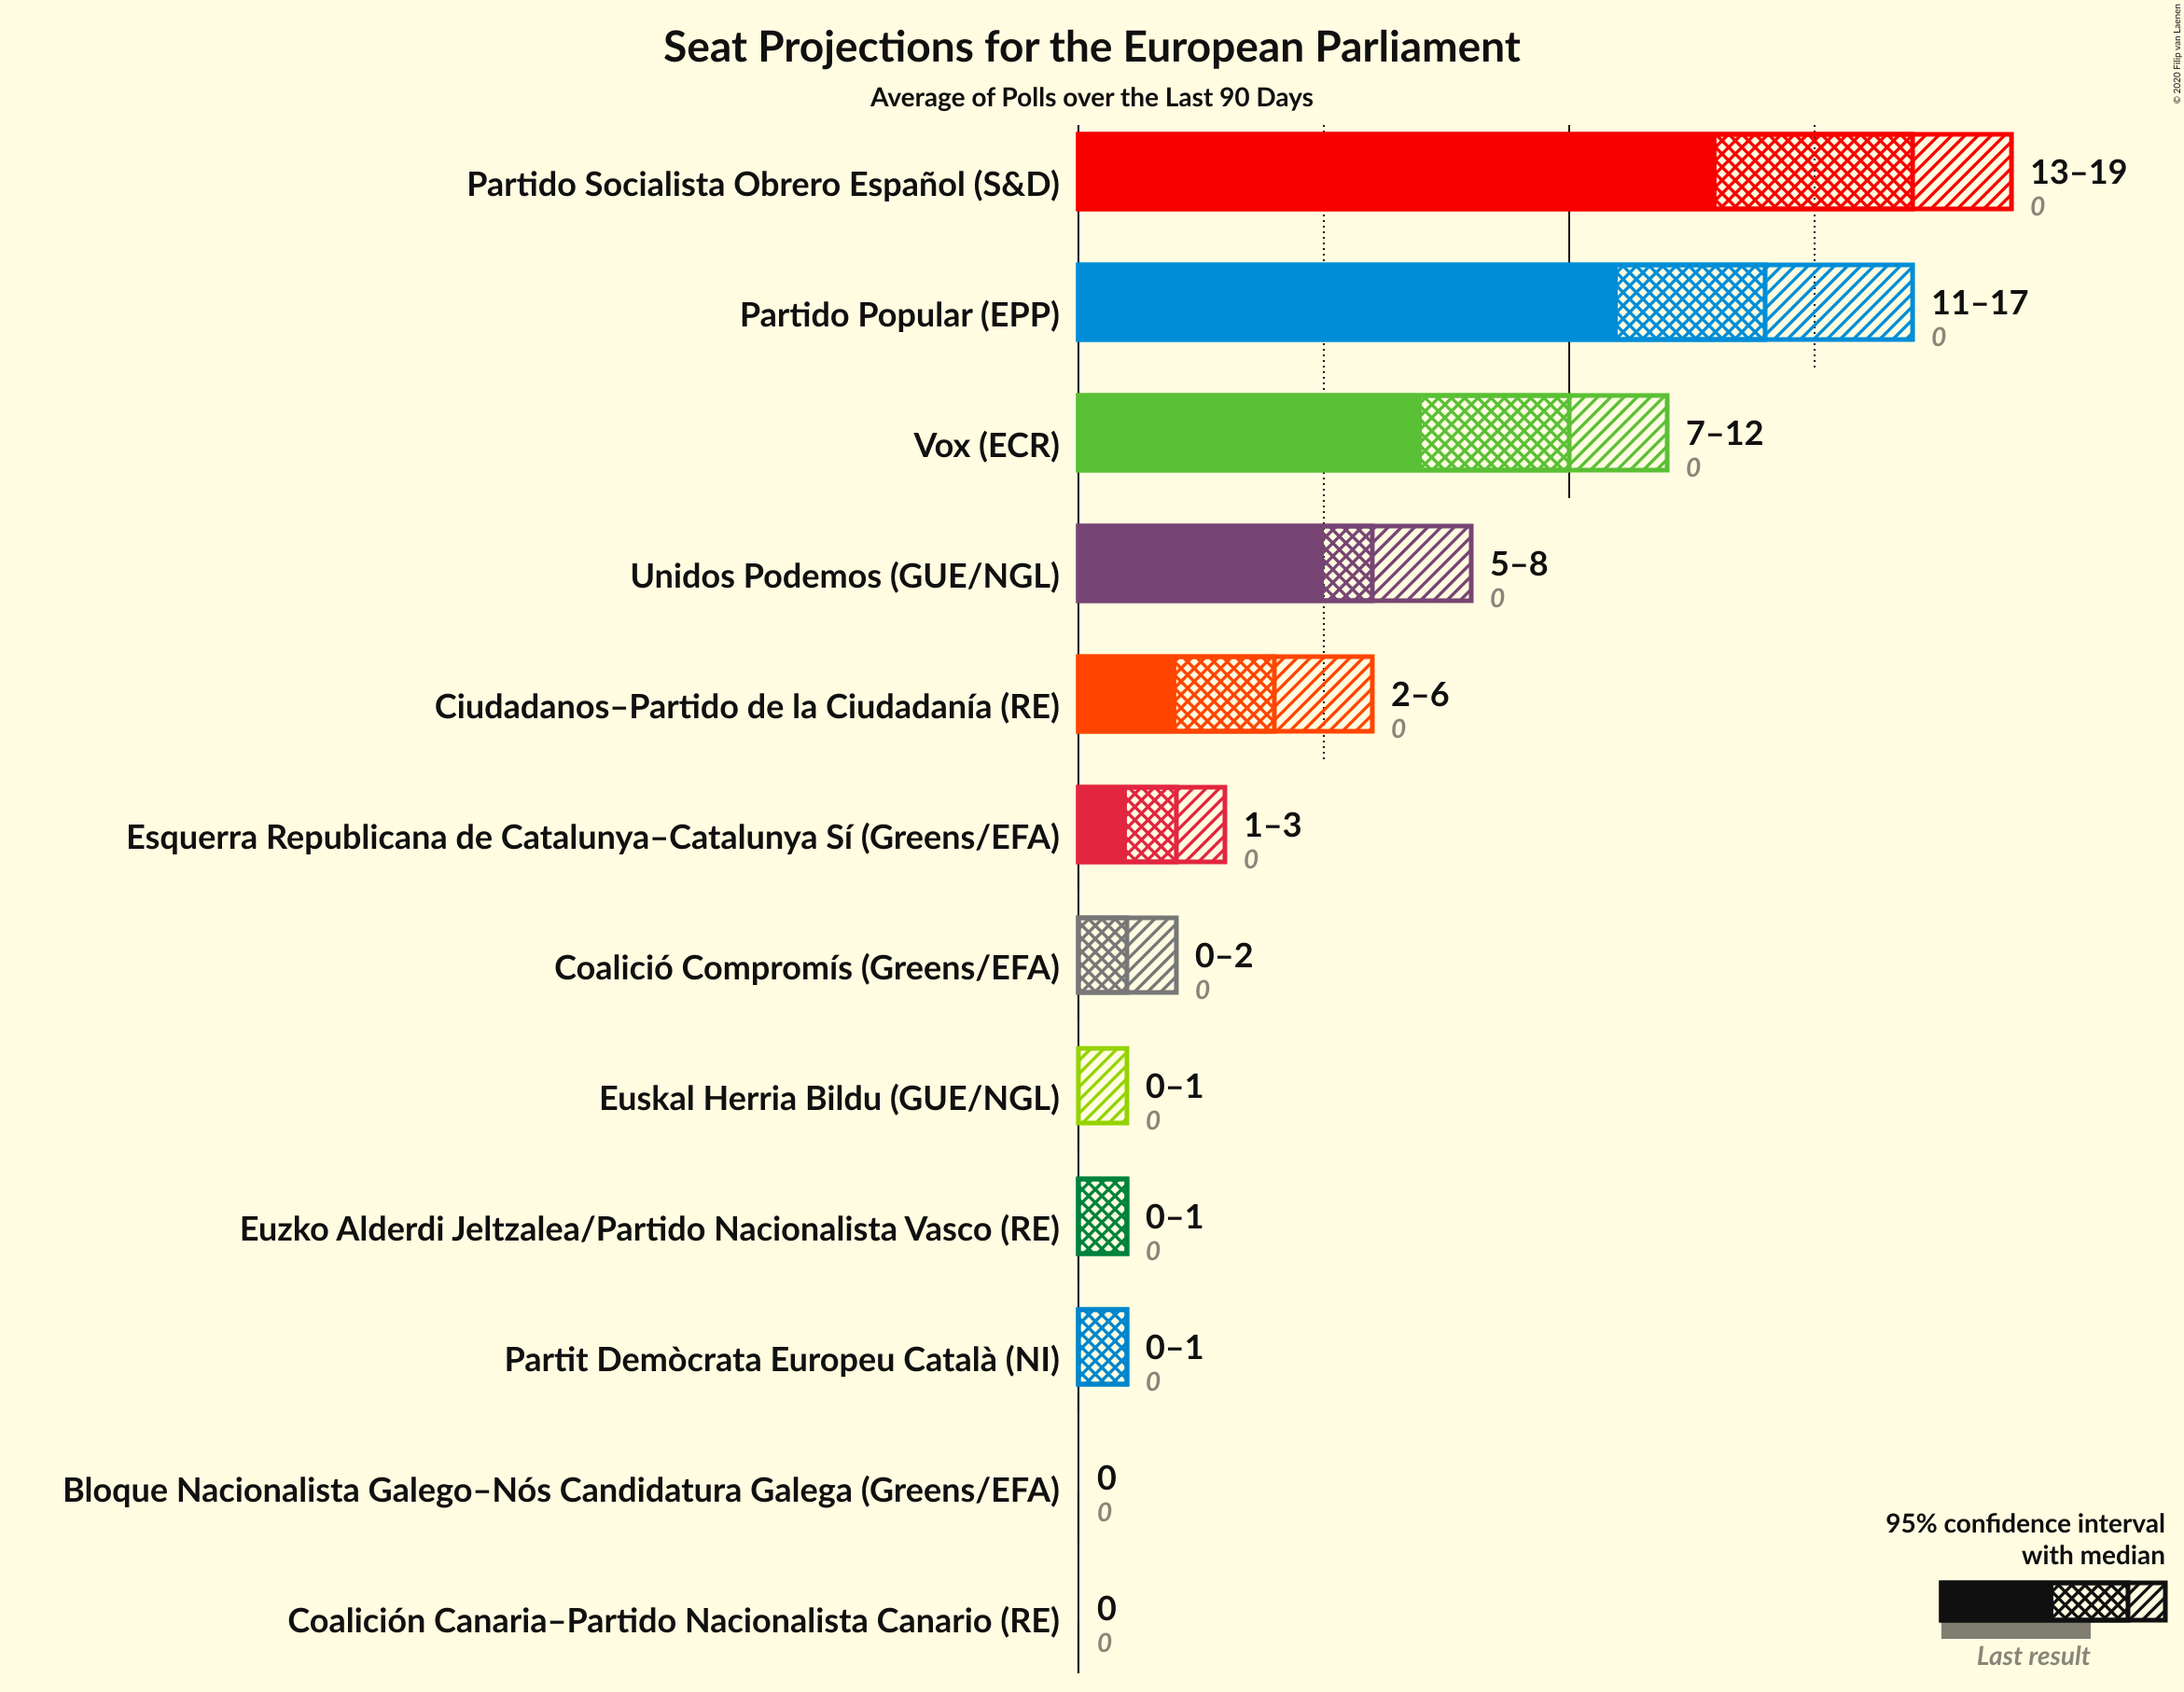 © 2020 Filip van Laenen
Seat Projections for the European Parliament
Average of Polls over the Last 90 Days
Partido Socialista Obrero Español (S&D)
13–19
0
Partido Popular (EPP)
11–17
0
Vox (ECR)
7–12
0
Unidos Podemos (GUE/NGL)
5–8
0
Ciudadanos–Partido de la Ciudadanía (RE)
2–6
0
Esquerra Republicana de Catalunya–Catalunya Sí (Greens/EFA)
1–3
0
Coalició Compromís (Greens/EFA)
0–2
0
Euskal Herria Bildu (GUE/NGL)
0–1
0
Euzko Alderdi Jeltzalea/Partido Nacionalista Vasco (RE)
0–1
0
Partit Demòcrata Europeu Català (NI)
0–1
0
Bloque Nacionalista Galego–Nós Candidatura Galega (Greens/EFA)
0
0
Coalición Canaria–Partido Nacionalista Canario (RE)
0
0
95% confidence interval
with median
Last result